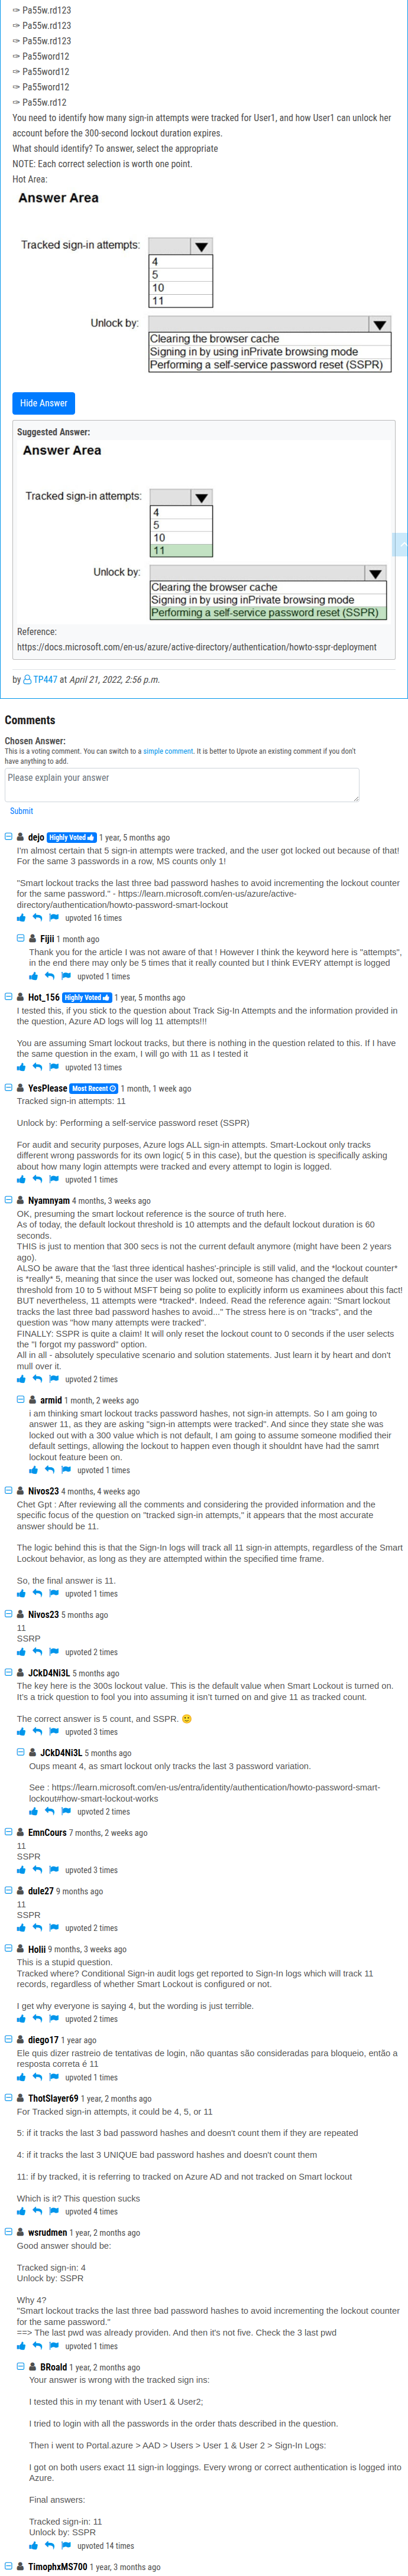 ✑ Pa55w.rd123
✑ Pa55w.rd123
✑ Pa55w.rd123
✑ Pa55word12
✑ Pa55word12
✑ Pa55word12
✑ Pa55w.rd12
You need to identify how many sign-in attempts were tracked for User1, and how User1 can unlock her
account before the 300-second lockout duration expires.
What should identify? To answer, select the appropriate
NOTE: Each correct selection is worth one point.
Hot Area:
Answer Area
Tracked sign-in attempts:
4
5
10
11
Unlock by:
Clearing the browser cache
Signing in by using inPrivate browsing mode
Performing a self-service password reset (SSPR)
Hide Answer
Suggested Answer:
Answer Area
Tracked sign-in attempts:
4
5
10
11
Unlock by:
Clearing the browser cache
Signing in by using inPrivate browsing mode
Performing a self-service password reset (SSPR)
Reference:
https://docs.microsoft.com/en-us/azure/active-directory/authentication/howto-sspr-deployment
by TP447 at April 21, 2022, 2:56 p.m.
Comments
Chosen Answer:
This is a voting comment. You can switch to a simple comment. It is better to Upvote an existing comment if you don't
have anything to add.
Please explain your answer
Submit
dejo Highly Voted 1 year, 5 months ago
I'm almost certain that 5 sign-in attempts were tracked, and the user got locked out because of that!
For the same 3 passwords in a row, MS counts only 1!
"Smart lockout tracks the last three bad password hashes to avoid incrementing the lockout counter
for the same password." - https://learn.microsoft.com/en-us/azure/active-
directory/authentication/howto-password-smart-lockout
upvoted 16 times
Fijii 1 month ago
Thank you for the article I was not aware of that ! However I think the keyword here is "attempts",
in the end there may only be 5 times that it really counted but I think EVERY attempt is logged
upvoted 1 times
Hot_156 Highly Voted 1 year, 5 months ago
I tested this, if you stick to the question about Track Sig-In Attempts and the information provided in
the question, Azure AD logs will log 11 attempts!!!
You are assuming Smart lockout tracks, but there is nothing in the question related to this. If I have
the same question in the exam, I will go with 11 as I tested it
upvoted 13 times
YesPlease Most Recent 1 month, 1 week ago
Tracked sign-in attempts: 11
Unlock by: Performing a self-service password reset (SSPR)
For audit and security purposes, Azure logs ALL sign-in attempts. Smart-Lockout only tracks
different wrong passwords for its own logic( 5 in this case), but the question is specifically asking
about how many login attempts were tracked and every attempt to login is logged.
upvoted 1 times
Nyamnyam 4 months, 3 weeks ago
OK, presuming the smart lockout reference is the source of truth here.
As of today, the default lockout threshold is 10 attempts and the default lockout duration is 60
seconds.
THIS is just to mention that 300 secs is not the current default anymore (might have been 2 years
ago).
ALSO be aware that the 'last three identical hashes'-principle is still valid, and the *lockout counter*
is *really* 5, meaning that since the user was locked out, someone has changed the default
threshold from 10 to 5 without MSFT being so polite to explicitly inform us examinees about this fact!
BUT nevertheless, 11 attempts were *tracked*. Indeed. Read the reference again: "Smart lockout
tracks the last three bad password hashes to avoid..." The stress here is on "tracks", and the
question was "how many attempts were tracked".
FINALLY: SSPR is quite a claim! It will only reset the lockout count to 0 seconds if the user selects
the "I forgot my password" option.
All in all - absolutely speculative scenario and solution statements. Just learn it by heart and don't
mull over it.
upvoted 2 times
armid 1 month, 2 weeks ago
i am thinking smart lockout tracks password hashes, not sign-in attempts. So I am going to
answer 11, as they are asking "sign-in attempts were tracked". And since they state she was
locked out with a 300 value which is not default, I am going to assume someone modified their
default settings, allowing the lockout to happen even though it shouldnt have had the samrt
lockout feature been on.
upvoted 1 times
Nivos23 4 months, 4 weeks ago
Chet Gpt : After reviewing all the comments and considering the provided information and the
specific focus of the question on "tracked sign-in attempts," it appears that the most accurate
answer should be 11.
The logic behind this is that the Sign-In logs will track all 11 sign-in attempts, regardless of the Smart
Lockout behavior, as long as they are attempted within the specified time frame.
So, the final answer is 11.
upvoted 1 times
Nivos23 5 months ago
11
SSRP
upvoted 2 times
JCkD4Ni3L 5 months ago
The key here is the 300s lockout value. This is the default value when Smart Lockout is turned on.
It's a trick question to fool you into assuming it isn't turned on and give 11 as tracked count.
The correct answer is 5 count, and SSPR. 🙂
upvoted 3 times
JCkD4Ni3L 5 months ago
Oups meant 4, as smart lockout only tracks the last 3 password variation.
See : https://learn.microsoft.com/en-us/entra/identity/authentication/howto-password-smart-
lockout#how-smart-lockout-works
upvoted 2 times
EmnCours 7 months, 2 weeks ago
11
SSPR
upvoted 3 times
dule27 9 months ago
11
SSPR
upvoted 2 times
Holii 9 months, 3 weeks ago
This is a stupid question.
Tracked where? Conditional Sign-in audit logs get reported to Sign-In logs which will track 11
records, regardless of whether Smart Lockout is configured or not.
I get why everyone is saying 4, but the wording is just terrible.
upvoted 2 times
diego17 1 year ago
Ele quis dizer rastreio de tentativas de login, não quantas são consideradas para bloqueio, então a
resposta correta é 11
upvoted 1 times
ThotSlayer69 1 year, 2 months ago
For Tracked sign-in attempts, it could be 4, 5, or 11
5: if it tracks the last 3 bad password hashes and doesn't count them if they are repeated
4: if it tracks the last 3 UNIQUE bad password hashes and doesn't count them
11: if by tracked, it is referring to tracked on Azure AD and not tracked on Smart lockout
Which is it? This question sucks
upvoted 4 times
wsrudmen 1 year, 2 months ago
Good answer should be:
Tracked sign-in: 4
Unlock by: SSPR
Why 4?
"Smart lockout tracks the last three bad password hashes to avoid incrementing the lockout counter
for the same password."
==> The last pwd was already providen. And then it's not five. Check the 3 last pwd
upvoted 1 times
BRoald 1 year, 2 months ago
Your answer is wrong with the tracked sign ins:
I tested this in my tenant with User1 & User2;
I tried to login with all the passwords in the order thats described in the question.
Then i went to Portal.azure > AAD > Users > User 1 & User 2 > Sign-In Logs:
I got on both users exact 11 sign-in loggings. Every wrong or correct authentication is logged into
Azure.
Final answers:
Tracked sign-in: 11
Unlock by: SSPR
upvoted 14 times
TimophxMS700 1 year, 3 months ago